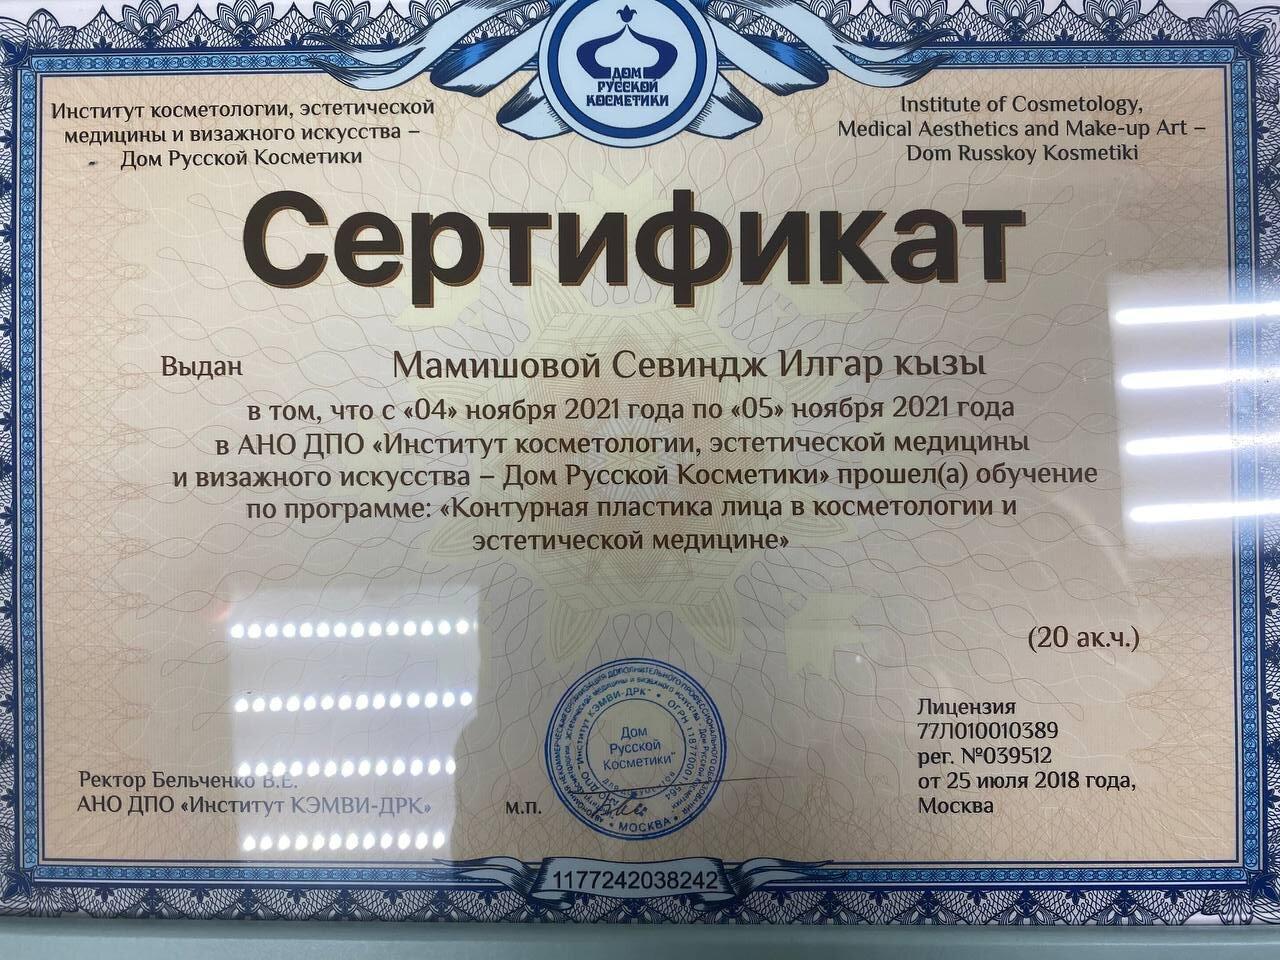 ДОМ
РУССКОЙ
КОСМЕТИКИ
Институт косметологии, эстетической
медицины и визажного искусства –
Дом Русской Косметики
Institute of Cosmetology,
Medical Aesthetics and Make-up Art –
Dom Russkoy Kosmetiki
Сертификат
Выдан Мамишовой Севиндж Илгар кызы
в том, что с «04» ноября 2021 года по «05» ноября 2021 года
в АНО ДПО «Институт косметологии, эстетической медицины
и визажного искусства – Дом Русской Косметики» прошел(а) обучение
по программе: «Контурная пластика лица в косметологии и
эстетической медицине»
(20 ак.ч.)
Лицензия
77Л010010389
рег. №039512
от 25 июля 2018 года,
Москва
Ректор Бельченко В.Е.
АНО ДПО «Институт КЭМВИ-ДРК»
м.п.
Дом
Русской
Косметики"
МОСКВА
1177242038242